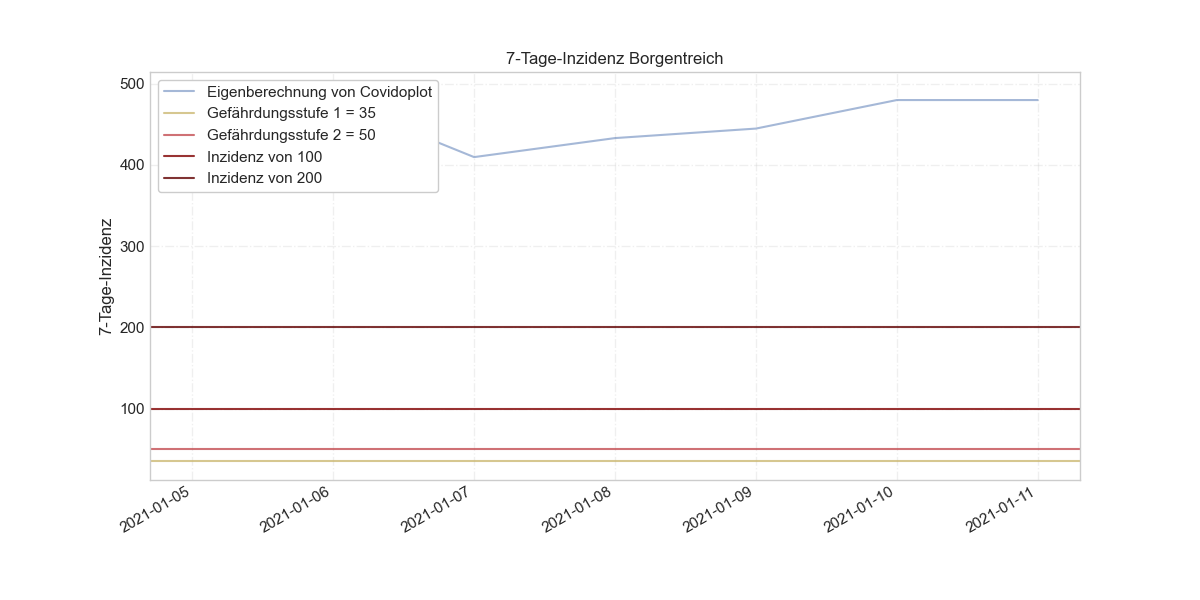 7-Tage-Inzidenz Borgentreich
Eigenberechnung von Covidoplot
Gefährdungsstufe 1 = 35
Gefährdungsstufe 2 = 50
Inzidenz von 100
Inzidenz von 200
7-Tage-Inzidenz
500
400
300
200
100
2021-01-05
2021-01-06
2021-01-07
2021-01-08
2021-01-09
2021-01-10
2021-01-11